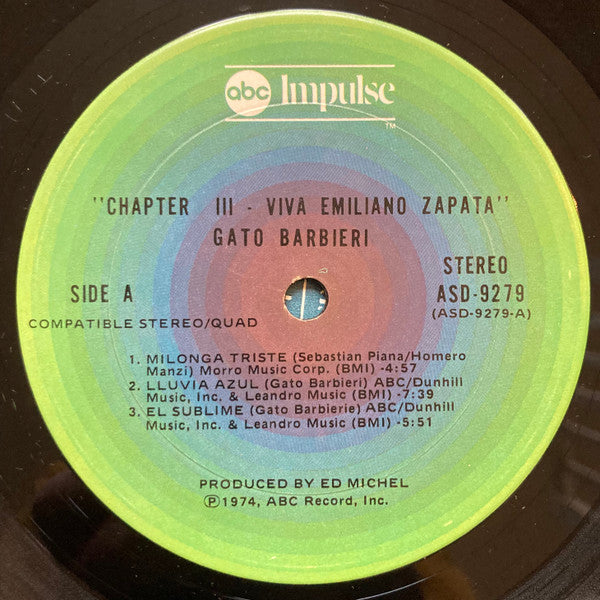 abc Impulse
TM
"CHAPTER III - VIVA EMILIANO ZAPATA"
GATO BARBIERI
STEREO
SIDE A
ASD-9279
(ASD-9279-A)
COMPATIBLE STEREO/QUAD
1. MILONGA TRISTE (Sebastian Piana/Homero
Manzi) Morro Music Corp. (BMI) -4:57
2. LLUVIA AZUL (Gato Barbieri) ABC/Dunhill
Music, Inc. & Leandro Music (BMI) -7:39
3. EL SUBLIME (Gato Barbierie) ABC/Dunhill
Music, Inc. & Leandro Music (BMI) -5:51
PRODUCED BY ED MICHEL
Ⓟ1974, ABC Record, Inc.